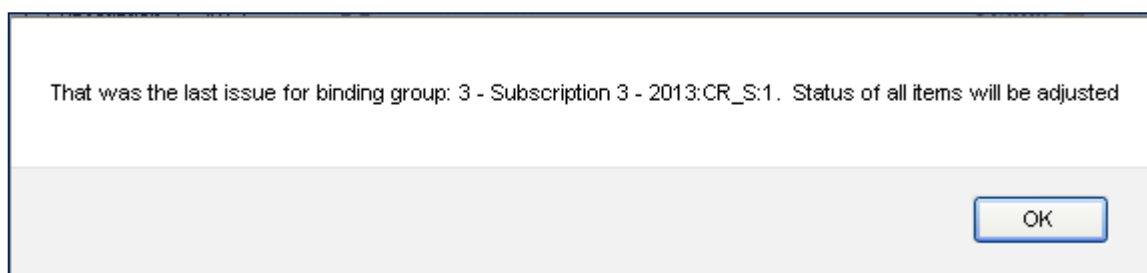 That was the last issue for binding group: 3 - Subscription 3 - 2013:CR_S:1.  Status of all items will be adjusted
OK